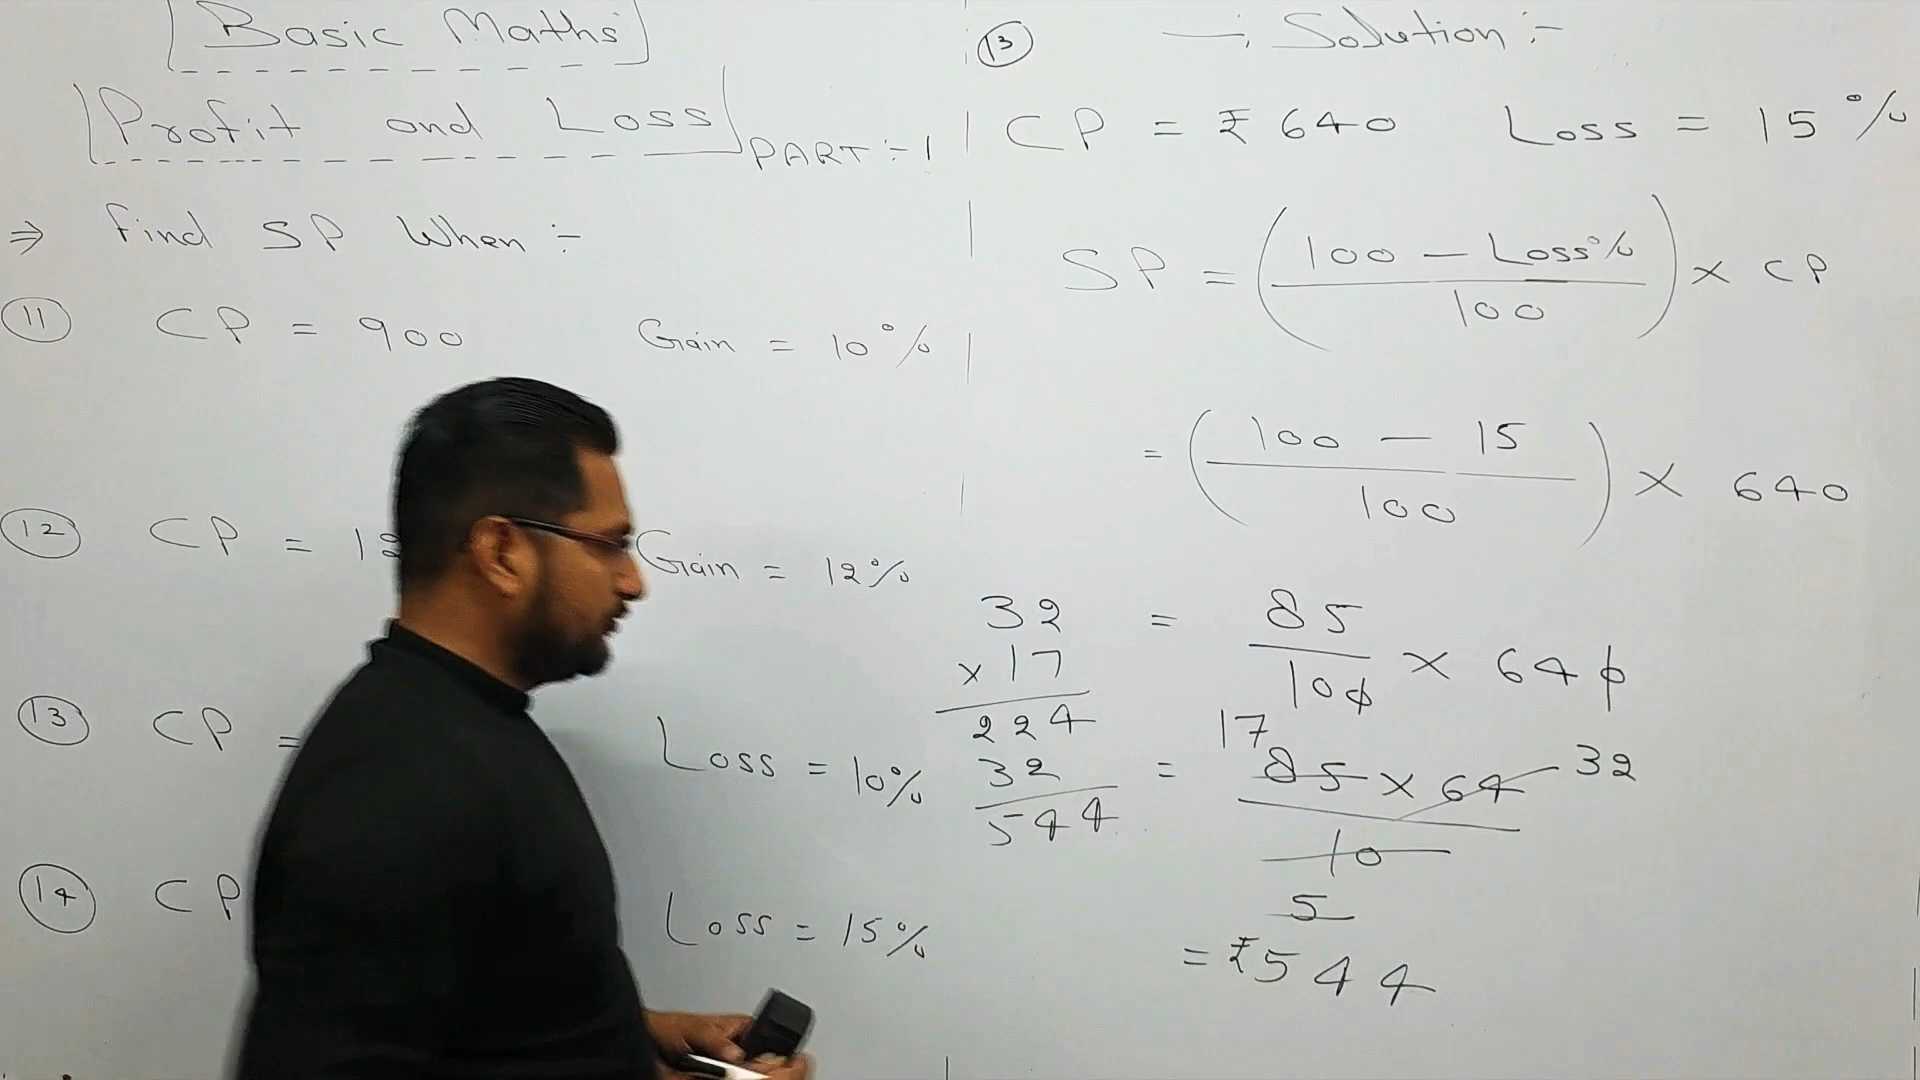 Basic Maths
Profit and Loss PART:-1
⇒ Find SP When :-
11 CP = 900 Gain = 10%
12 CP = 12 Gain = 12%
13 CP = Loss = 10%
14 CP Loss = 15%
13 —: Solution :-
CP = ₹ 640 Loss = 15%
SP = (100 - Loss% / 100) × CP
= (100 - 15 / 100) × 640
= 85 / 100 × 640
= 85 × 64 / 10
17 32
5
= ₹544
32
× 17
224
32
544